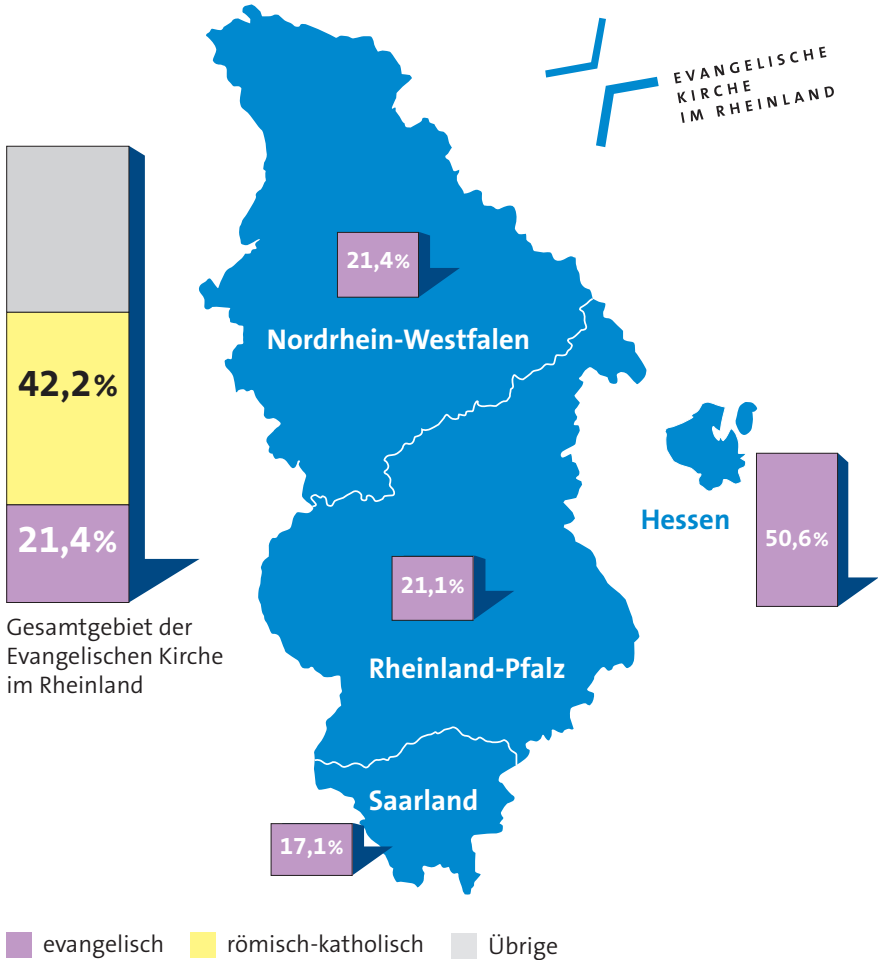 EVANGELISCHE
KIRCHE
IM RHEINLAND
21,4%
Nordrhein-Westfalen
42,2%
21,4%
Gesamtgebiet der
Evangelischen Kirche
im Rheinland
Hessen
50,6%
21,1%
Rheinland-Pfalz
Saarland
17,1%
evangelisch römisch-katholisch Übrige